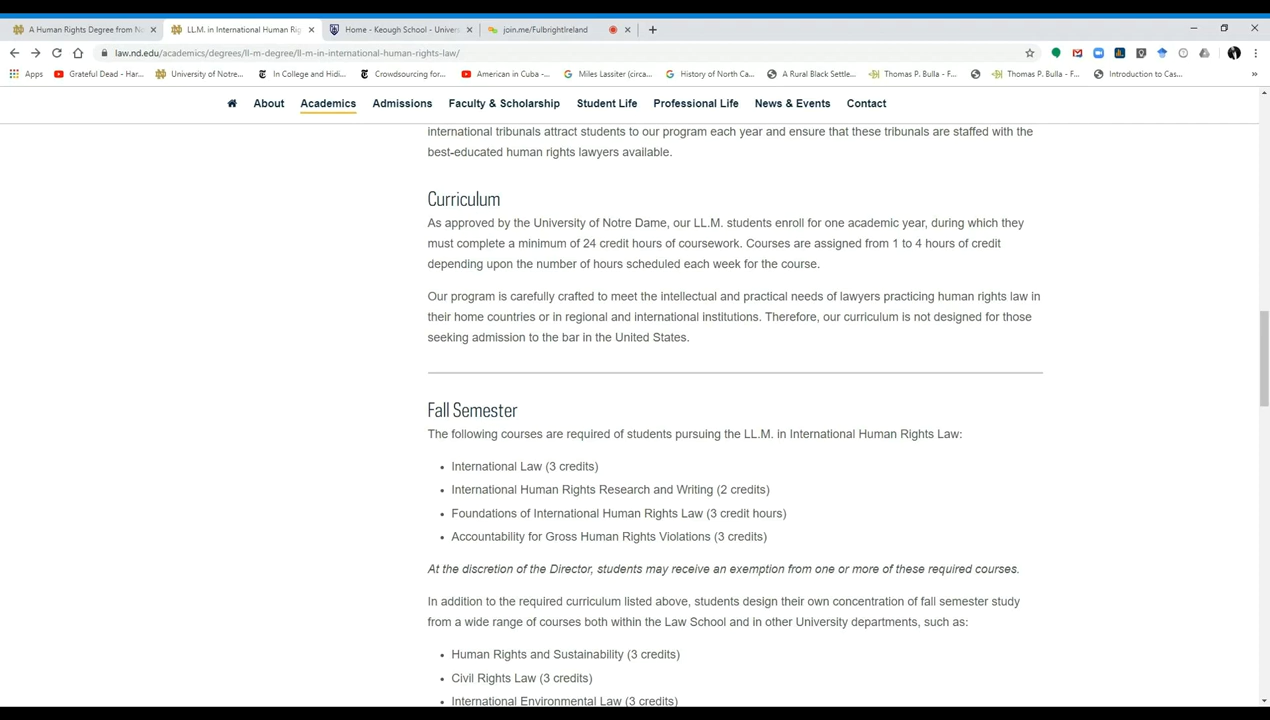 A Human Rights Degree from N
LL.M. in International Human Rig
Home - Keough School - Univers
join.me/FulbrightIreland
law.nd.edu/academics/degrees/ll-m-degree/ll-m-in-international-human-rights-law/
Apps
Grateful Dead - Har...
University of Notre...
In College and Hidi...
Crowdsourcing for...
American in Cuba -...
Miles Lassiter (circa...
History of North Ca...
A Rural Black Settle...
Thomas P. Bulla - F...
Thomas P. Bulla - F...
Introduction to Cas...
About
Academics
Admissions
Faculty & Scholarship
Student Life
Professional Life
News & Events
Contact
international tribunals attract students to our program each year and ensure that these tribunals are staffed with the
best-educated human rights lawyers available.
Curriculum
As approved by the University of Notre Dame, our LL.M. students enroll for one academic year, during which they
must complete a minimum of 24 credit hours of coursework. Courses are assigned from 1 to 4 hours of credit
depending upon the number of hours scheduled each week for the course.
Our program is carefully crafted to meet the intellectual and practical needs of lawyers practicing human rights law in
their home countries or in regional and international institutions. Therefore, our curriculum is not designed for those
seeking admission to the bar in the United States.
Fall Semester
The following courses are required of students pursuing the LL.M. in International Human Rights Law:
• International Law (3 credits)
• International Human Rights Research and Writing (2 credits)
• Foundations of International Human Rights Law (3 credit hours)
• Accountability for Gross Human Rights Violations (3 credits)
At the discretion of the Director, students may receive an exemption from one or more of these required courses.
In addition to the required curriculum listed above, students design their own concentration of fall semester study
from a wide range of courses both within the Law School and in other University departments, such as:
• Human Rights and Sustainability (3 credits)
• Civil Rights Law (3 credits)
• International Environmental Law (3 credits)